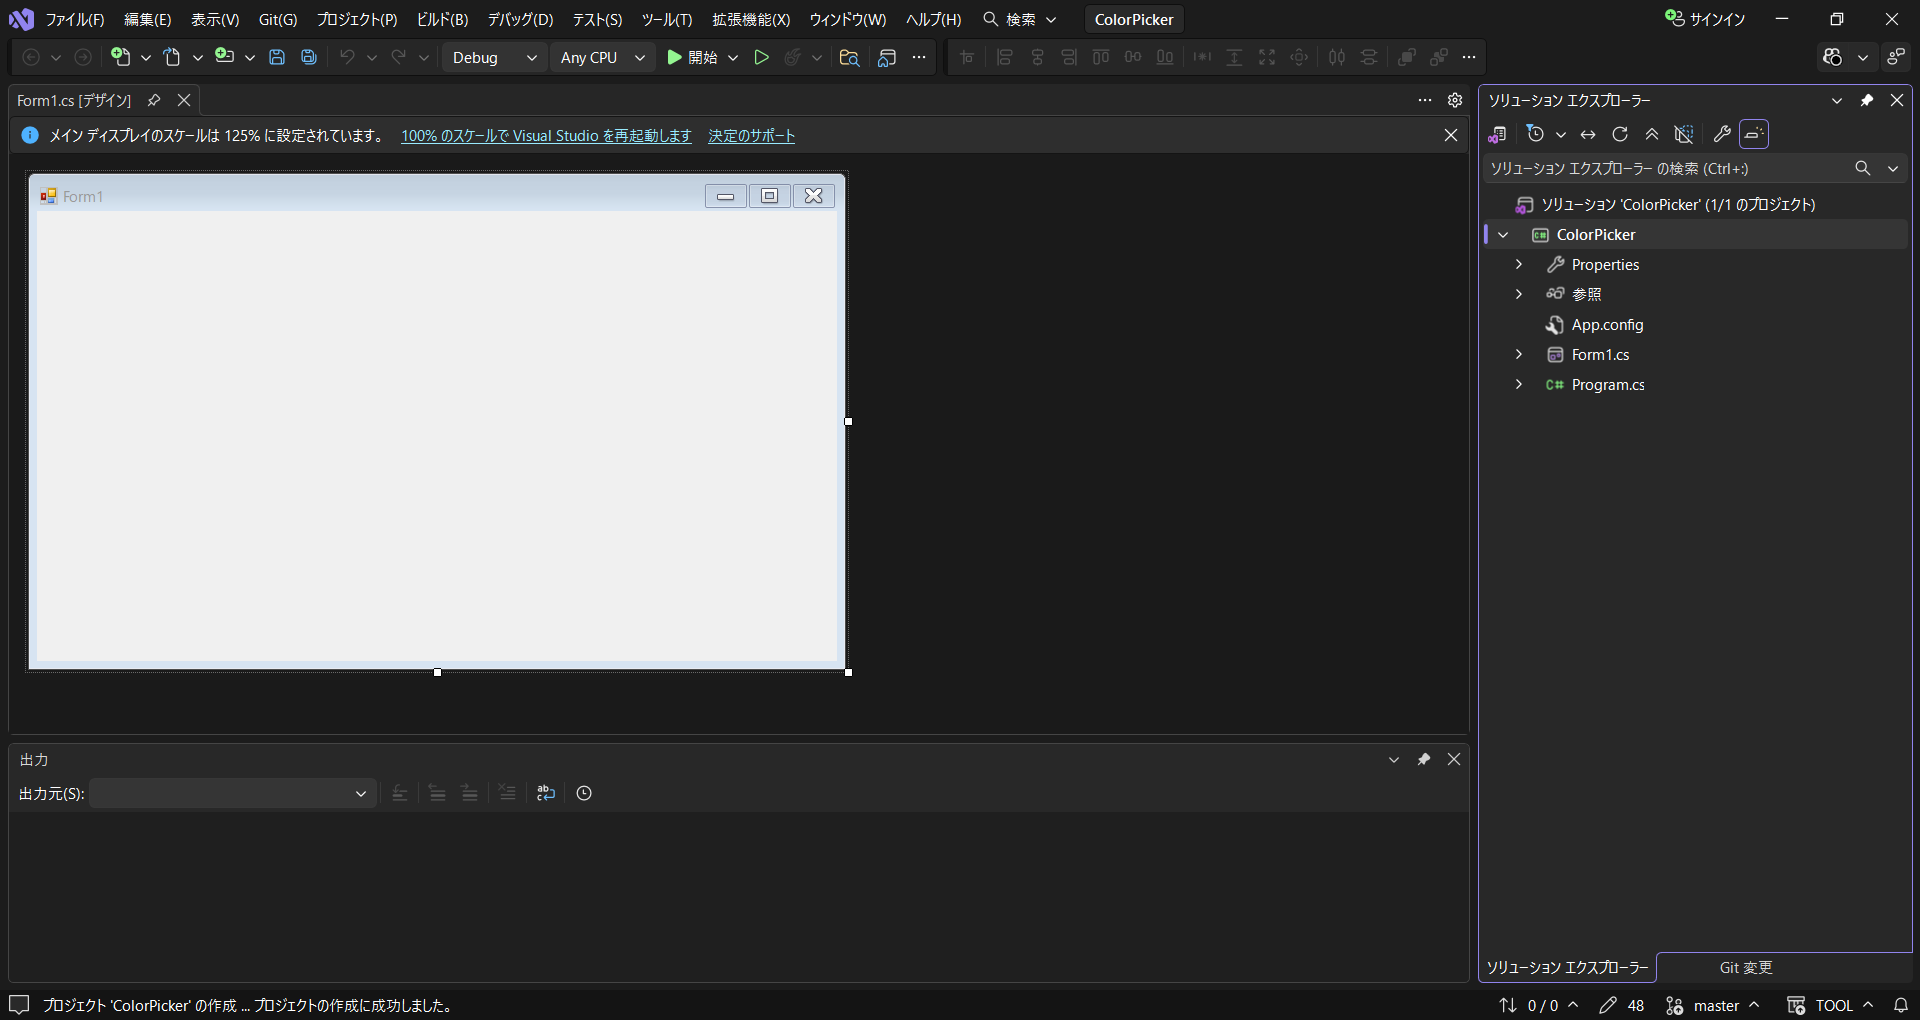 ファイル(F) 編集(E) 表示(V) Git(G) プロジェクト(P) ビルド(B) デバッグ(D) テスト(S) ツール(T) 拡張機能(X) ウィンドウ(W) ヘルプ(H) 検索 ColorPicker サインイン
Debug Any CPU 開始
Form1.cs [デザイン]
メイン ディスプレイのスケールは 125% に設定されています。 100% のスケールで Visual Studio を再起動します 決定のサポート
Form1
出力
出力元(S):
ソリューション エクスプローラー
ソリューション エクスプローラー の検索 (Ctrl+:)
ソリューション 'ColorPicker' (1/1 のプロジェクト)
ColorPicker
Properties
参照
App.config
Form1.cs
C# Program.cs
ソリューション エクスプローラー Git 変更
プロジェクト 'ColorPicker' の作成 ... プロジェクトの作成に成功しました。 0 / 0 48 master TOOL